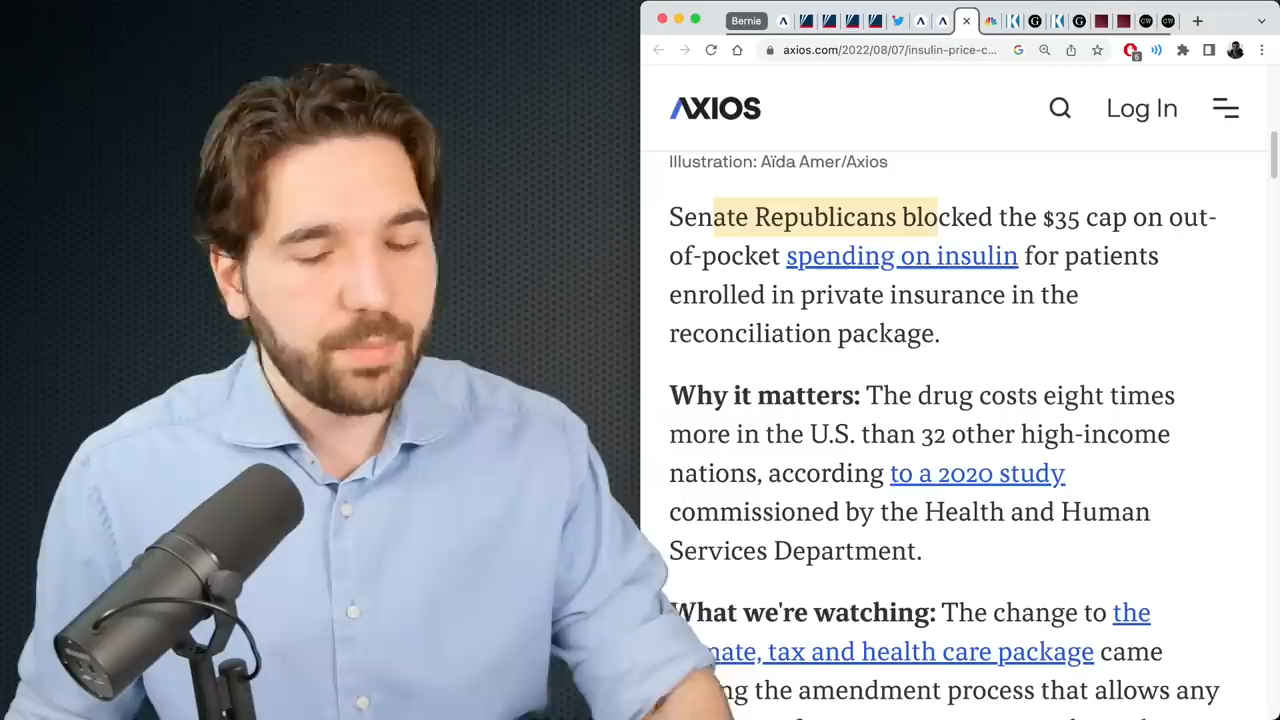 Bernie
axios.com/2022/08/07/insulin-price-c...
5
AXIOS
Log In
Illustration: Aïda Amer/Axios
Senate Republicans blocked the $35 cap on out-
of-pocket spending on insulin for patients
enrolled in private insurance in the
reconciliation package.
Why it matters: The drug costs eight times
more in the U.S. than 32 other high-income
nations, according to a 2020 study
commissioned by the Health and Human
Services Department.
What we're watching: The change to the
mate, tax and health care package came
the amendment process that allows any